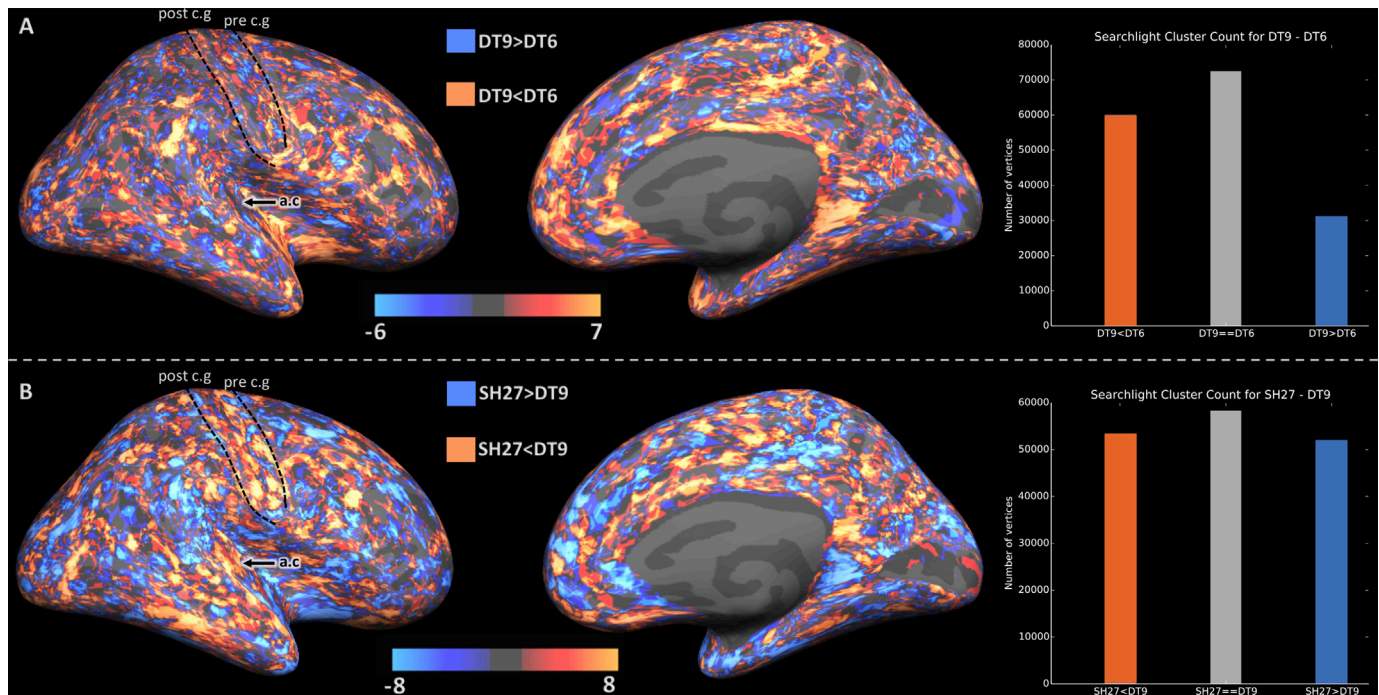 A
post c.g
pre c.g
DT9>DT6
DT9<DT6
a.c
-6
7
Searchlight Cluster Count for DT9 - DT6
Number of vertices
80000
70000
60000
50000
40000
30000
20000
10000
0
DT9<DT6
DT9==DT6
DT9>DT6
B
post c.g
pre c.g
SH27>DT9
SH27<DT9
a.c
-8
8
Searchlight Cluster Count for SH27 - DT9
Number of vertices
60000
50000
40000
30000
20000
10000
0
SH27<DT9
SH27==DT9
SH27>DT9